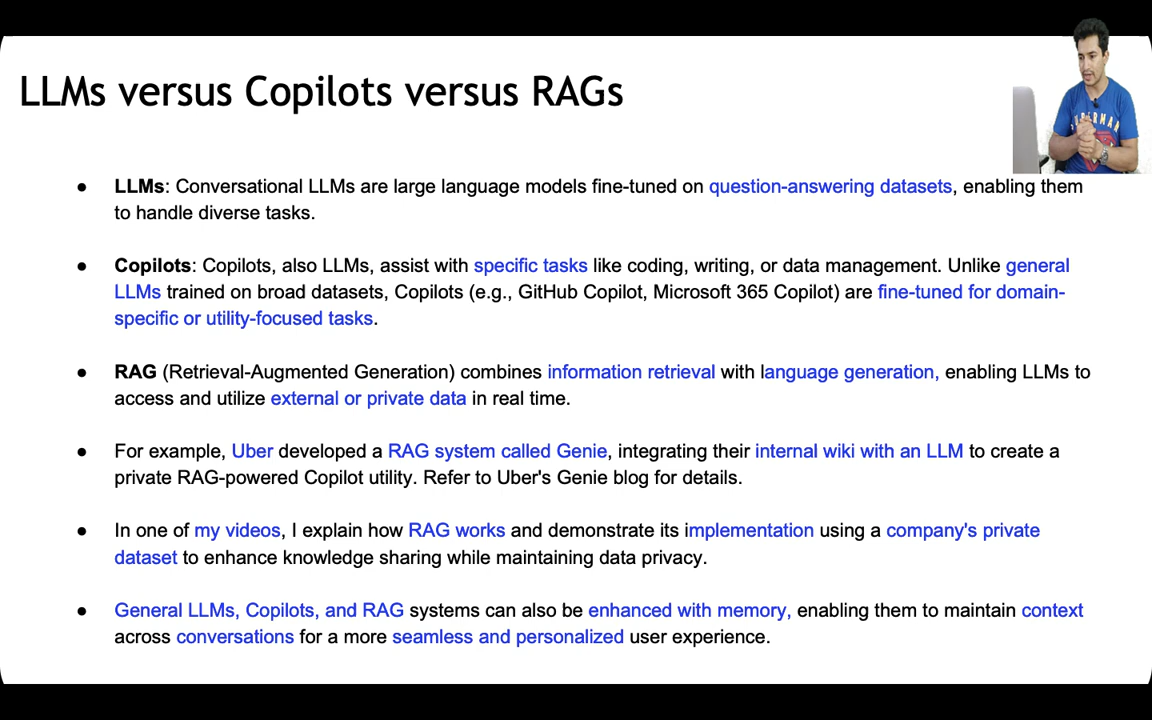 LLMs versus Copilots versus RAGs
● LLMs: Conversational LLMs are large language models fine-tuned on question-answering datasets, enabling them
to handle diverse tasks.
● Copilots: Copilots, also LLMs, assist with specific tasks like coding, writing, or data management. Unlike general
LLMs trained on broad datasets, Copilots (e.g., GitHub Copilot, Microsoft 365 Copilot) are fine-tuned for domain-
specific or utility-focused tasks.
● RAG (Retrieval-Augmented Generation) combines information retrieval with language generation, enabling LLMs to
access and utilize external or private data in real time.
● For example, Uber developed a RAG system called Genie, integrating their internal wiki with an LLM to create a
private RAG-powered Copilot utility. Refer to Uber's Genie blog for details.
● In one of my videos, I explain how RAG works and demonstrate its implementation using a company's private
dataset to enhance knowledge sharing while maintaining data privacy.
● General LLMs, Copilots, and RAG systems can also be enhanced with memory, enabling them to maintain context
across conversations for a more seamless and personalized user experience.